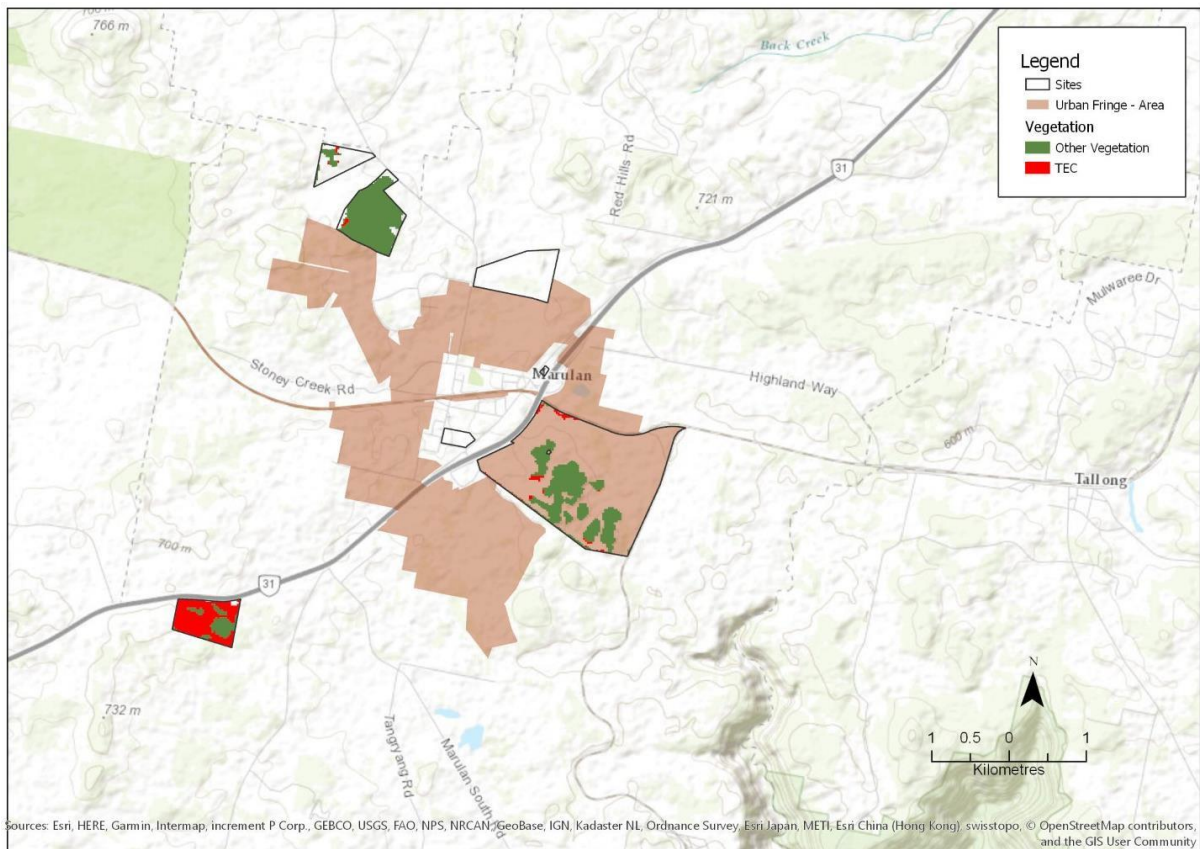 766 m
Back Creek
Legend
Sites
Urban Fringe - Area
Vegetation
Other Vegetation
TEC
31
Red Hills Rd
721 m
Mulwaree Dr
Stoney Creek Rd
Marulan
Highland Way
600 m
Tallong
700 m
31
732 m
Tangryang Rd
Marulan South Rd
N
1 0.5 0 1
Kilometres
Sources: Esri, HERE, Garmin, Intermap, increment P Corp., GEBCO, USGS, FAO, NPS, NRCAN, GeoBase, IGN, Kadaster NL, Ordnance Survey, Esri Japan, METI, Esri China (Hong Kong), swisstopo, © OpenStreetMap contributors,
and the GIS User Community